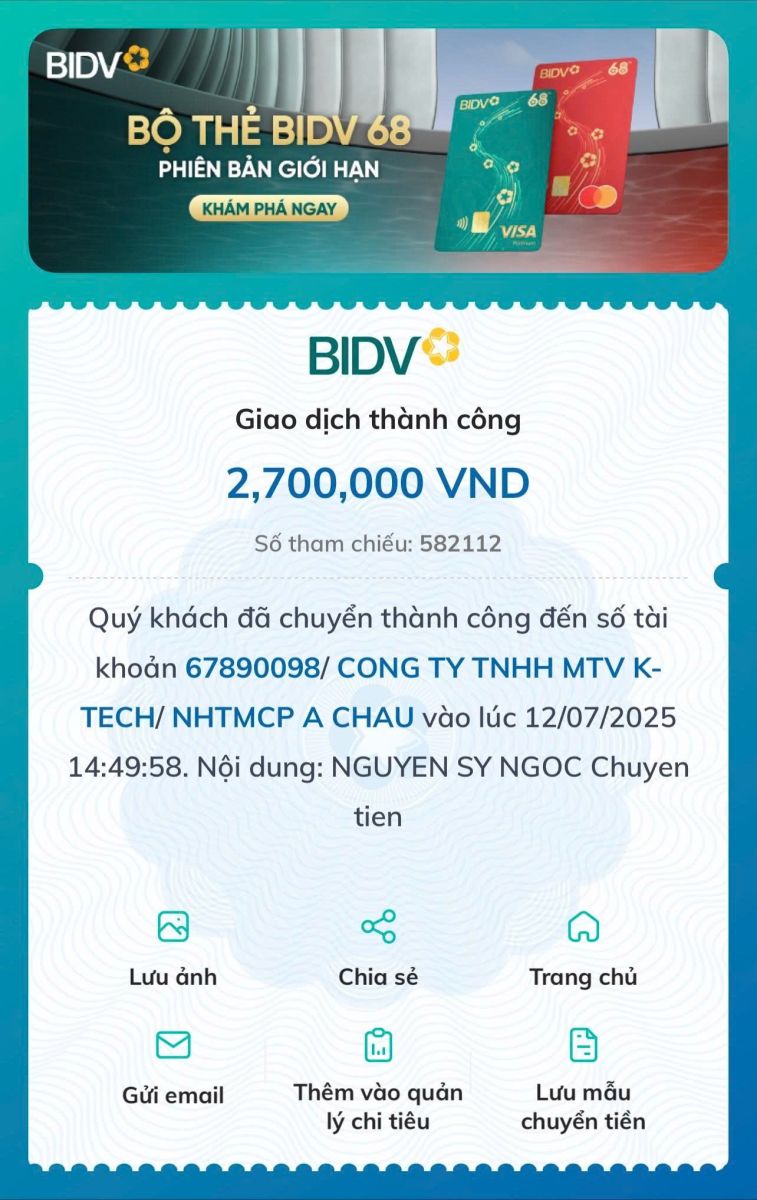 BIDV
BỘ THẺ BIDV 68
PHIÊN BẢN GIỚI HẠN
KHÁM PHÁ NGAY
BIDV 68
VISA
Platinum
BIDV 68
BIDV
Giao dịch thành công
2,700,000 VND
Số tham chiếu: 582112
Quý khách đã chuyển thành công đến số tài
khoản 67890098/ CONG TY TNHH MTV K-
TECH/ NHTMCP A CHAU vào lúc 12/07/2025
14:49:58. Nội dung: NGUYEN SY NGOC Chuyen
tien
Lưu ảnh
Chia sẻ
Trang chủ
Gửi email
Thêm vào quản
lý chi tiêu
Lưu mẫu
chuyển tiền